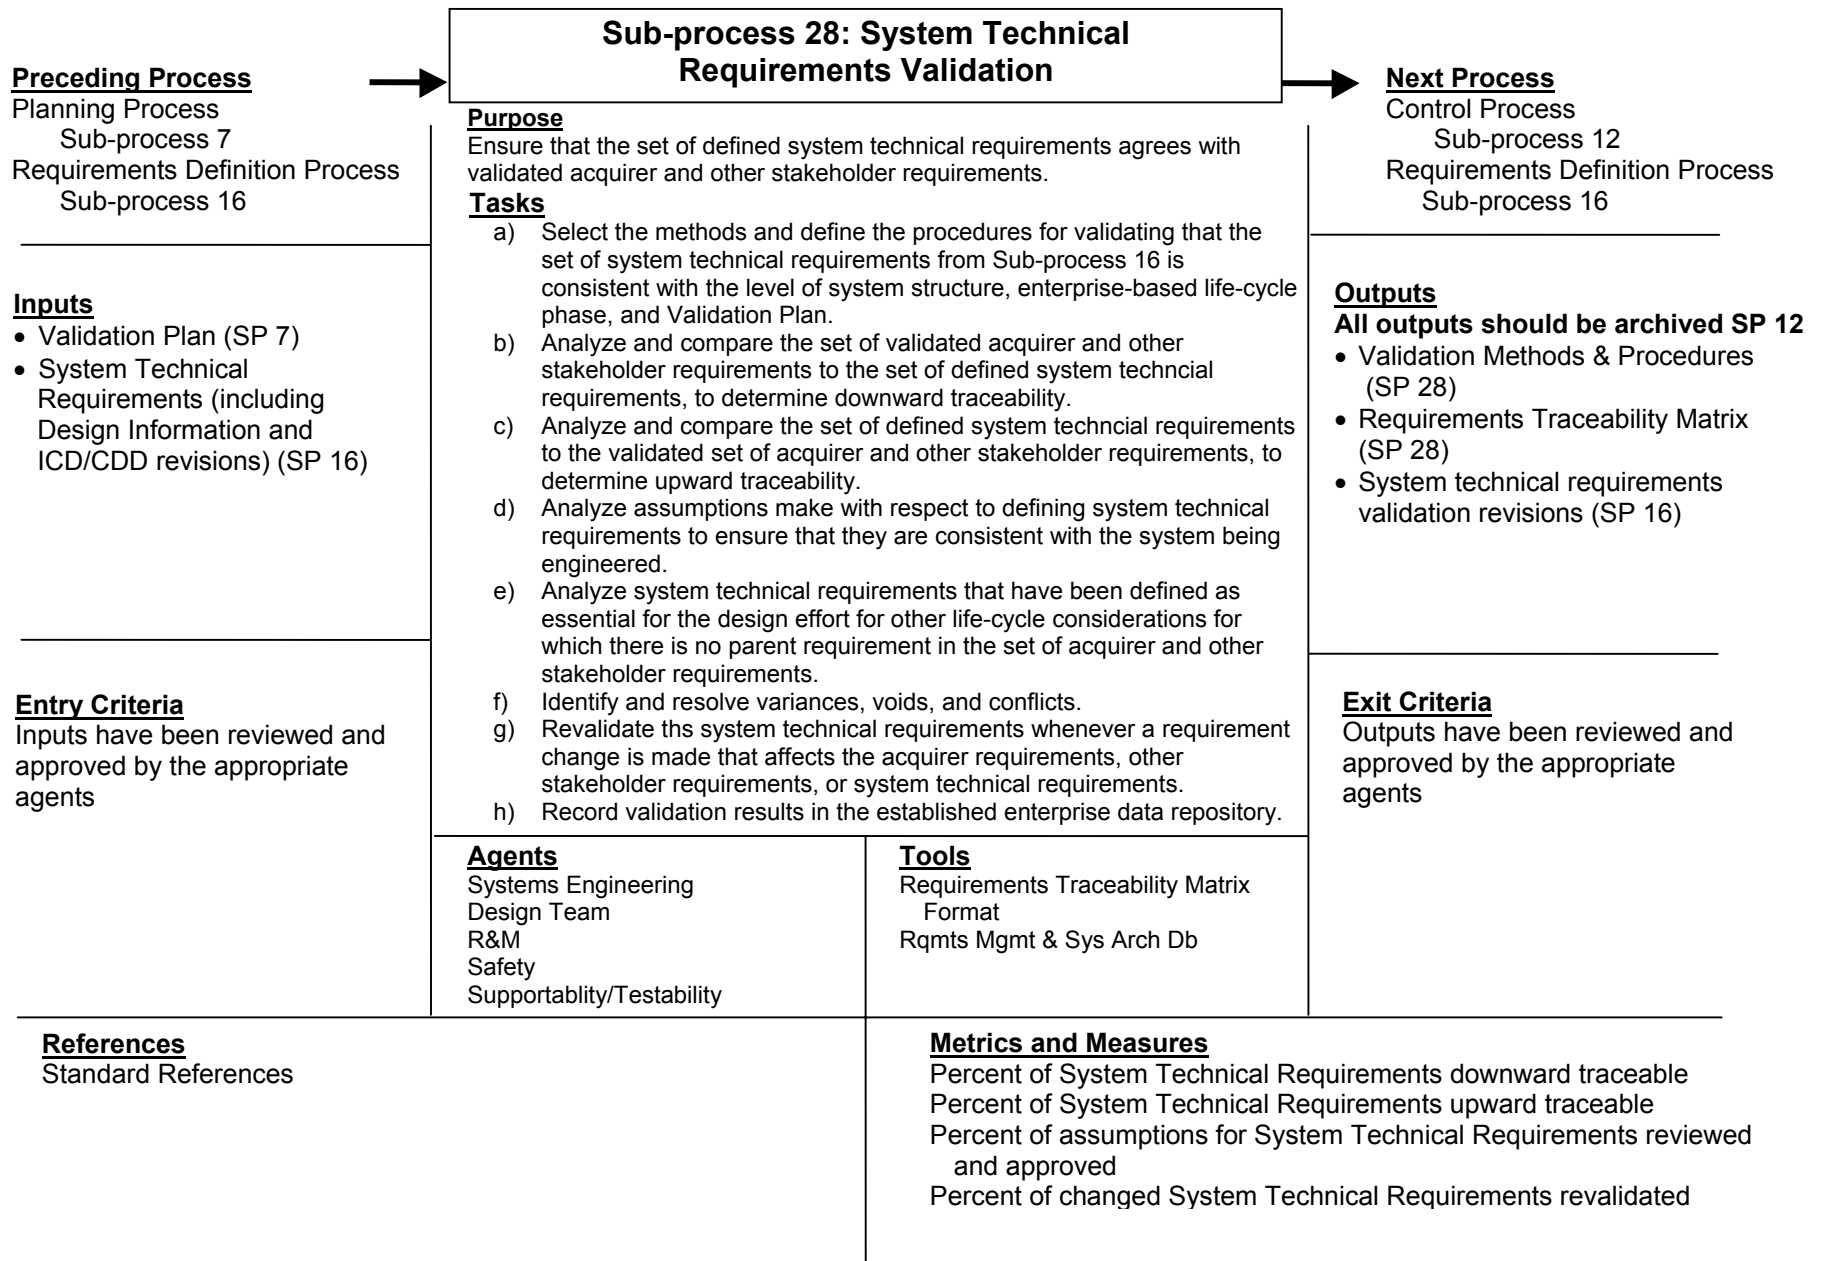 Sub-process 28: System Technical
Requirements Validation
Preceding Process
Planning Process
Sub-process 7
Requirements Definition Process
Sub-process 16
Inputs
• Validation Plan (SP 7)
• System Technical
Requirements (including
Design Information and
ICD/CDD revisions) (SP 16)
Entry Criteria
Inputs have been reviewed and
approved by the appropriate
agents
Purpose
Ensure that the set of defined system technical requirements agrees with
validated acquirer and other stakeholder requirements.
Tasks
a) Select the methods and define the procedures for validating that the
set of system technical requirements from Sub-process 16 is
consistent with the level of system structure, enterprise-based life-cycle
phase, and Validation Plan.
b) Analyze and compare the set of validated acquirer and other
stakeholder requirements to the set of defined system techncial
requirements, to determine downward traceability.
c) Analyze and compare the set of defined system techncial requirements
to the validated set of acquirer and other stakeholder requirements, to
determine upward traceability.
d) Analyze assumptions make with respect to defining system technical
requirements to ensure that they are consistent with the system being
engineered.
e) Analyze system technical requirements that have been defined as
essential for the design effort for other life-cycle considerations for
which there is no parent requirement in the set of acquirer and other
stakeholder requirements.
f) Identify and resolve variances, voids, and conflicts.
g) Revalidate ths system technical requirements whenever a requirement
change is made that affects the acquirer requirements, other
stakeholder requirements, or system technical requirements.
h) Record validation results in the established enterprise data repository.
Next Process
Control Process
Sub-process 12
Requirements Definition Process
Sub-process 16
Outputs
All outputs should be archived SP 12
• Validation Methods & Procedures
(SP 28)
• Requirements Traceability Matrix
(SP 28)
• System technical requirements
validation revisions (SP 16)
Exit Criteria
Outputs have been reviewed and
approved by the appropriate
agents
Agents
Systems Engineering
Design Team
R&M
Safety
Supportablity/Testability
Tools
Requirements Traceability Matrix
Format
Rqmts Mgmt & Sys Arch Db
References
Standard References
Metrics and Measures
Percent of System Technical Requirements downward traceable
Percent of System Technical Requirements upward traceable
Percent of assumptions for System Technical Requirements reviewed
and approved
Percent of changed System Technical Requirements revalidated